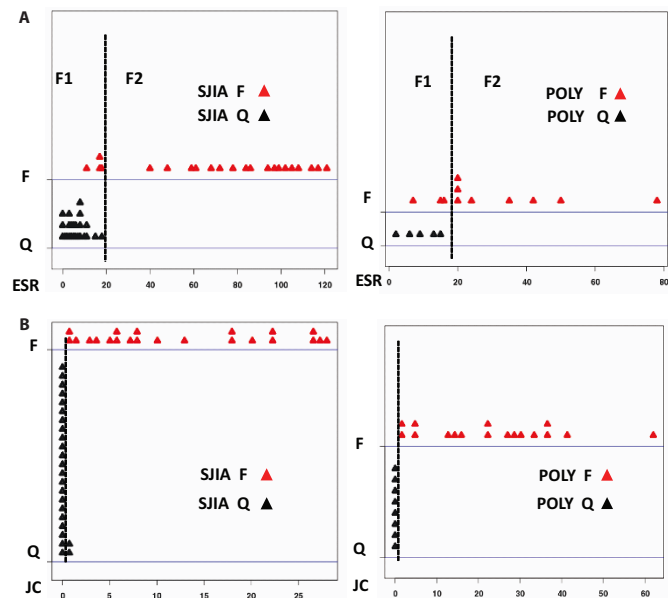 A
F1 F2
SJIA F
SJIA Q
F
Q
ESR 0 20 40 60 80 100 120
F1 F2
POLY F
POLY Q
F
Q
ESR 0 20 40 60 80
B
F
SJIA F
SJIA Q
Q
JC 0 5 10 15 20 25
F
POLY F
POLY Q
Q
JC 0 10 20 30 40 50 60